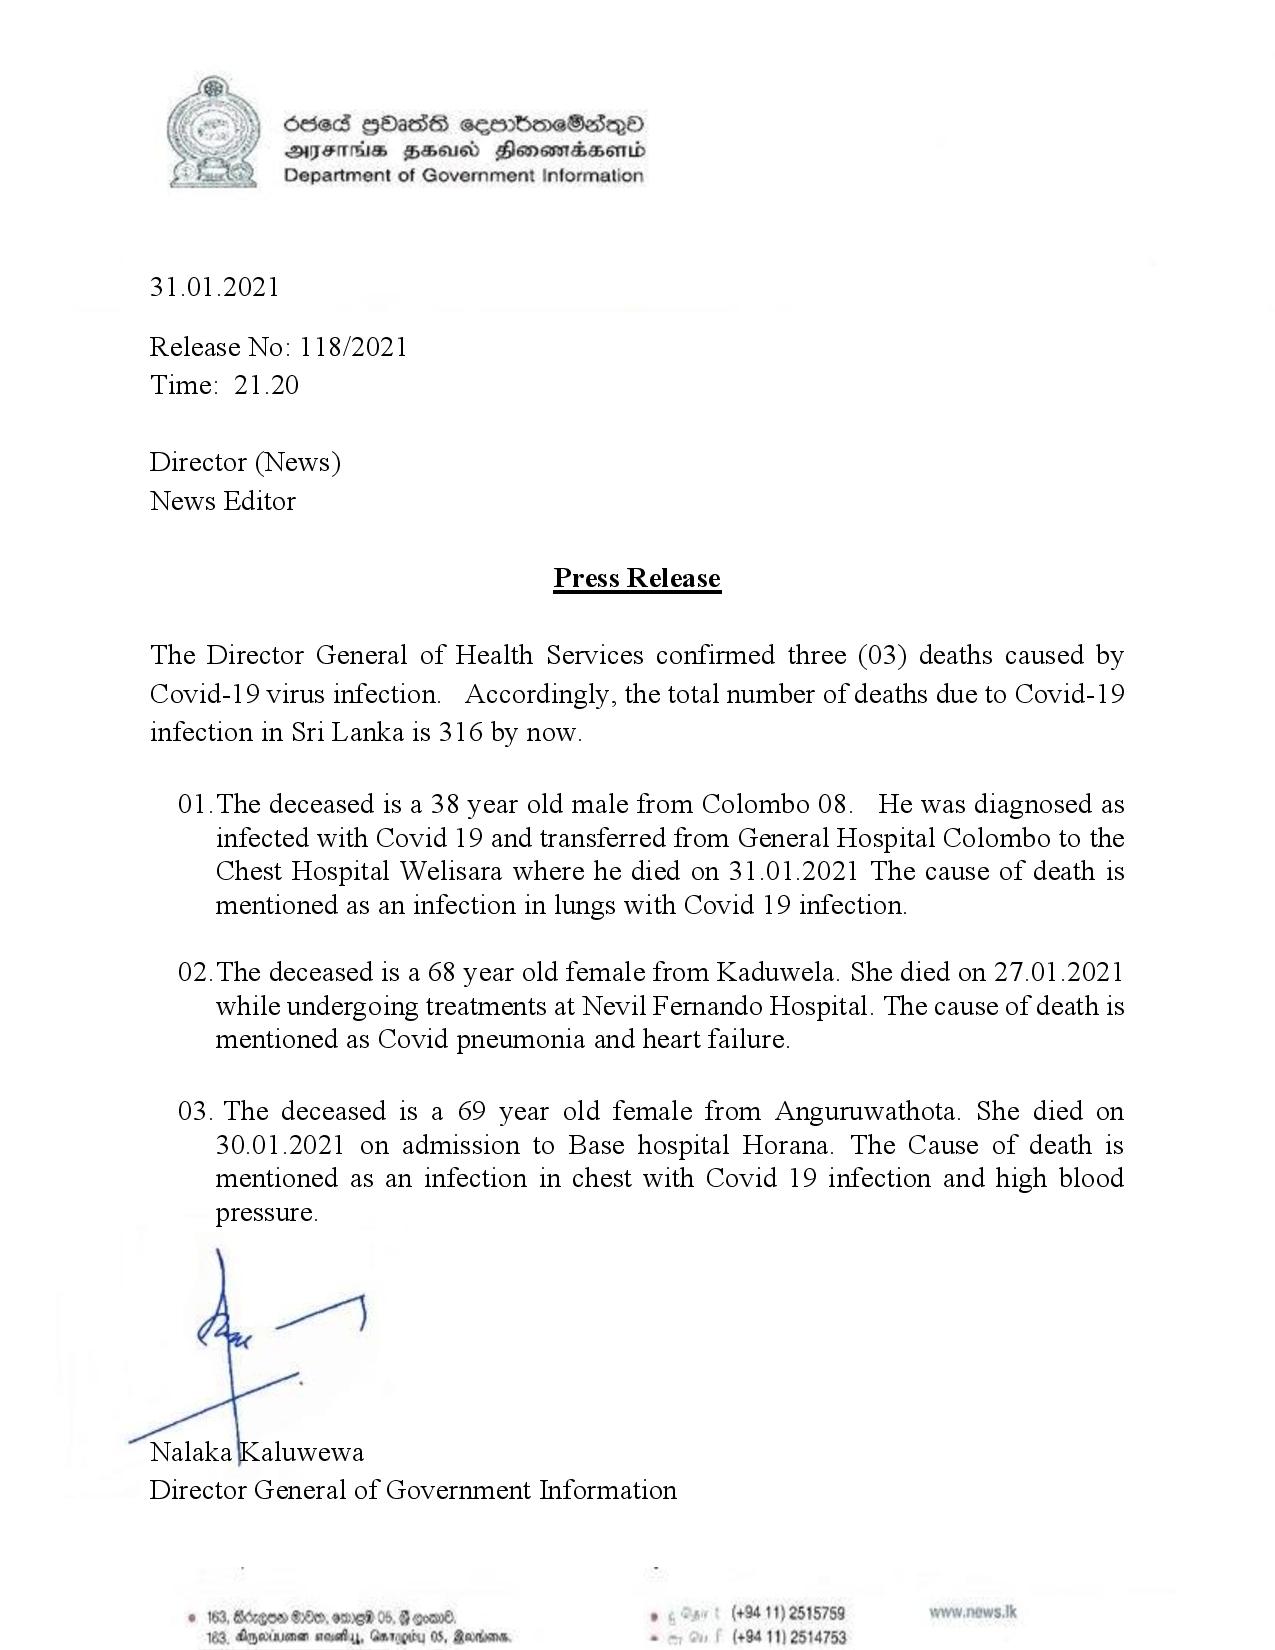 රජයේ ප්‍රවෘත්ති දෙපාර්තමේන්තුව
அரசாங்க தகவல் திணைக்களம்
Department of Government Information
31.01.2021
Release No: 118/2021
Time:  21.20
Director (News)
News Editor
Press Release
The Director General of Health Services confirmed three (03) deaths caused by
Covid-19 virus infection.   Accordingly, the total number of deaths due to Covid-19
infection in Sri Lanka is 316 by now.
01. The deceased is a 38 year old male from Colombo 08.   He was diagnosed as
infected with Covid 19 and transferred from General Hospital Colombo to the
Chest Hospital Welisara where he died on 31.01.2021 The cause of death is
mentioned as an infection in lungs with Covid 19 infection.
02. The deceased is a 68 year old female from Kaduwela. She died on 27.01.2021
while undergoing treatments at Nevil Fernando Hospital. The cause of death is
mentioned as Covid pneumonia and heart failure.
03. The deceased is a 69 year old female from Anguruwathota. She died on
30.01.2021 on admission to Base hospital Horana. The Cause of death is
mentioned as an infection in chest with Covid 19 infection and high blood
pressure.
Nalaka Kaluwewa
Director General of Government Information
163, කිරුලපන මාවත, කොළඹ 05, ශ්‍රී ලංකාව.
163, கிருலப்பனை மாவத்த, கொழும்பு 05, இலங்கை.
(+94 11) 2515759
(+94 11) 2514753
www.news.lk